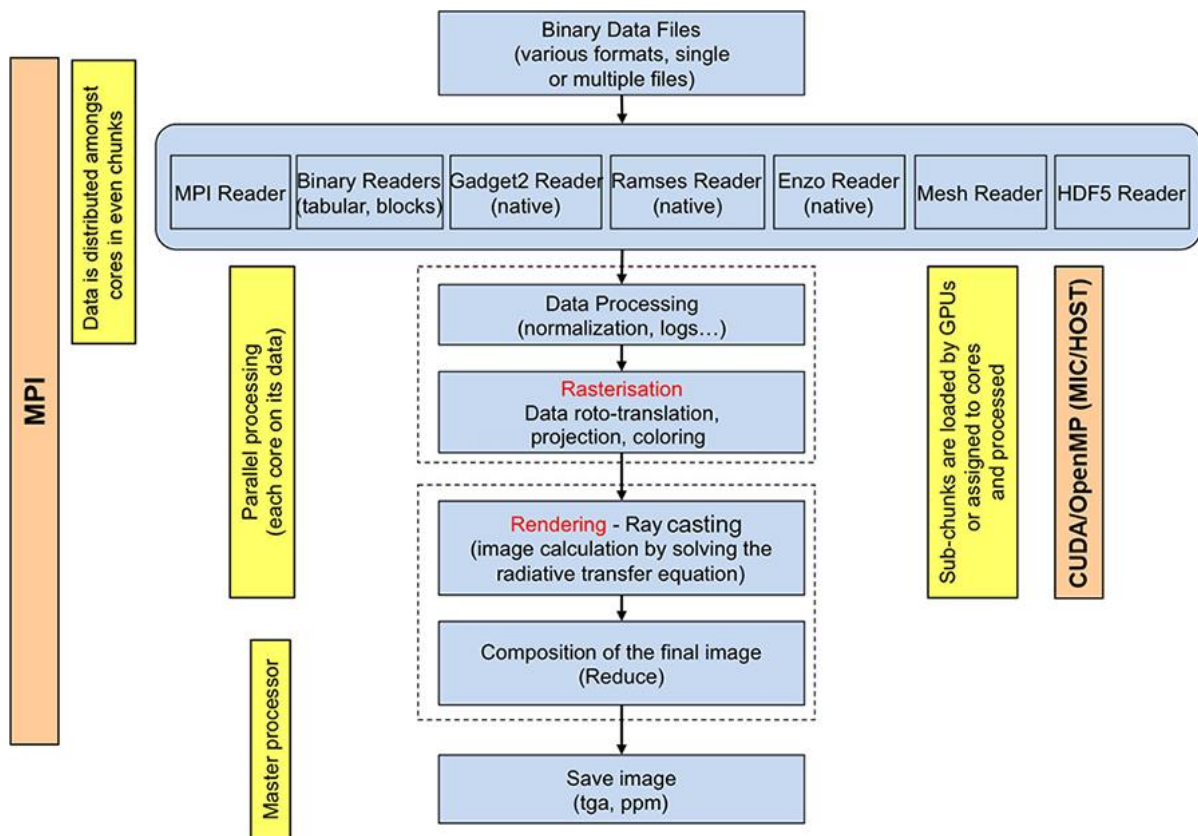 Binary Data Files
(various formats, single
or multiple files)
MPI
Data is distributed amongst
cores in even chunks
MPI Reader
Binary Readers
(tabular, blocks)
Gadget2 Reader
(native)
Ramses Reader
(native)
Enzo Reader
(native)
Mesh Reader
HDF5 Reader
Parallel processing
(each core on its data)
Data Processing
(normalization, logs...)
Rasterisation
Data roto-translation,
projection, coloring
Sub-chunks are loaded by GPUs
or assigned to cores
and processed
CUDA/OpenMP (MIC/HOST)
Rendering - Ray casting
(image calculation by solving the
radiative transfer equation)
Master processor
Composition of the final image
(Reduce)
Save image
(tga, ppm)